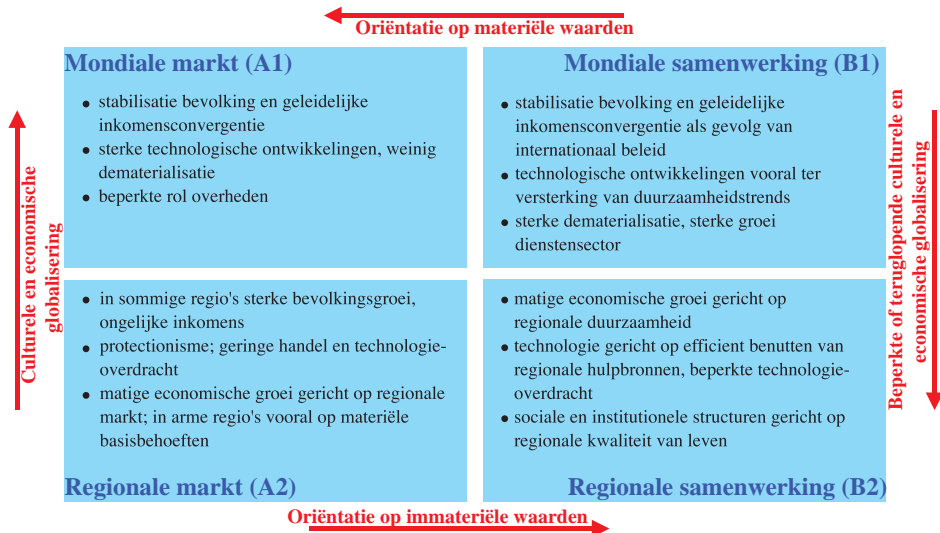 Oriëntatie op materiële waarden
Mondiale markt (A1)
• stabilisatie bevolking en geleidelijke
inkomensconvergentie
• sterke technologische ontwikkelingen, weinig
dematerialisatie
• beperkte rol overheden
Mondiale samenwerking (B1)
• stabilisatie bevolking en geleidelijke
inkomensconvergentie als gevolg van
internationaal beleid
• technologische ontwikkelingen vooral ter
versterking van duurzaamheidstrends
• sterke dematerialisatie, sterke groei
dienstensector
Culturele en economische
globalisering
Beperkte of teruglopende culturele en
economische globalisering
• in sommige regio's sterke bevolkingsgroei,
ongelijke inkomens
• protectionisme; geringe handel en technologie-
overdracht
• matige economische groei gericht op regionale
markt; in arme regio's vooral op materiële
basisbehoeften
Regionale markt (A2)
• matige economische groei gericht op
regionale duurzaamheid
• technologie gericht op efficient benutten van
regionale hulpbronnen, beperkte technologie-
overdracht
• sociale en institutionele structuren gericht op
regionale kwaliteit van leven
Regionale samenwerking (B2)
Oriëntatie op immateriële waarden